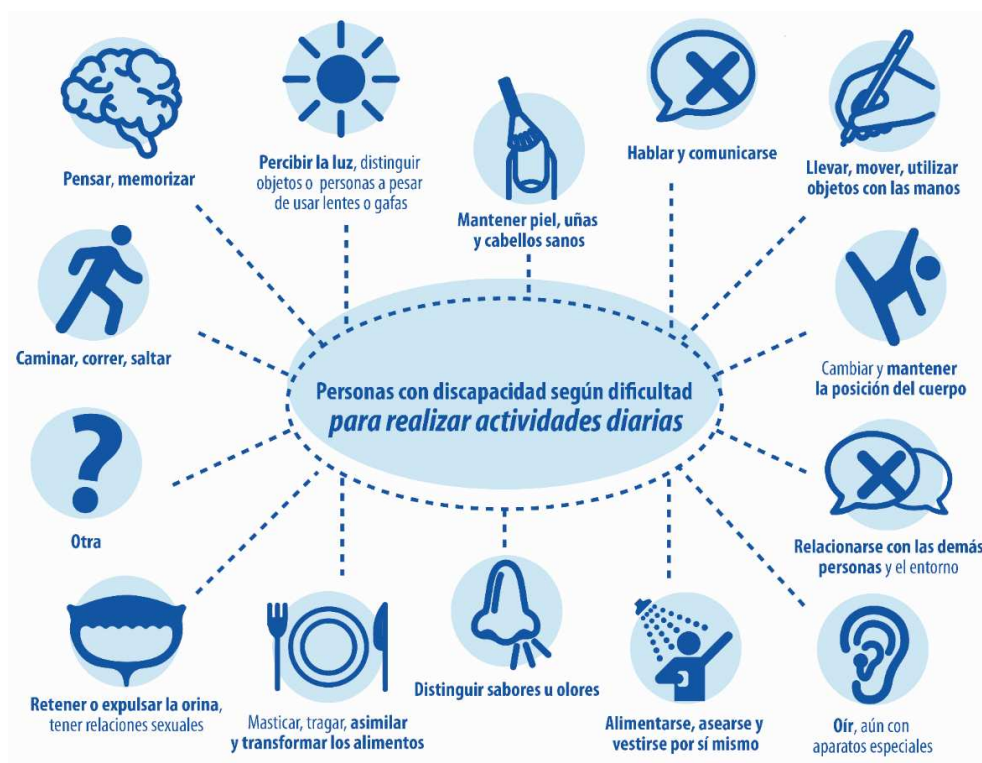 Pensar, memorizar
Percibir la luz, distinguir
objetos o personas a pesar
de usar lentes o gafas
Mantener piel, uñas
y cabellos sanos
Hablar y comunicarse
Llevar, mover, utilizar
objetos con las manos
Caminar, correr, saltar
Personas con discapacidad según dificultad
para realizar actividades diarias
Cambiar y mantener
la posición del cuerpo
?
Otra
Relacionarse con las demás
personas y el entorno
Retener o expulsar la orina,
tener relaciones sexuales
Masticar, tragar, asimilar
y transformar los alimentos
Distinguir sabores u olores
Alimentarse, asearse y
vestirse por sí mismo
Oír, aún con
aparatos especiales